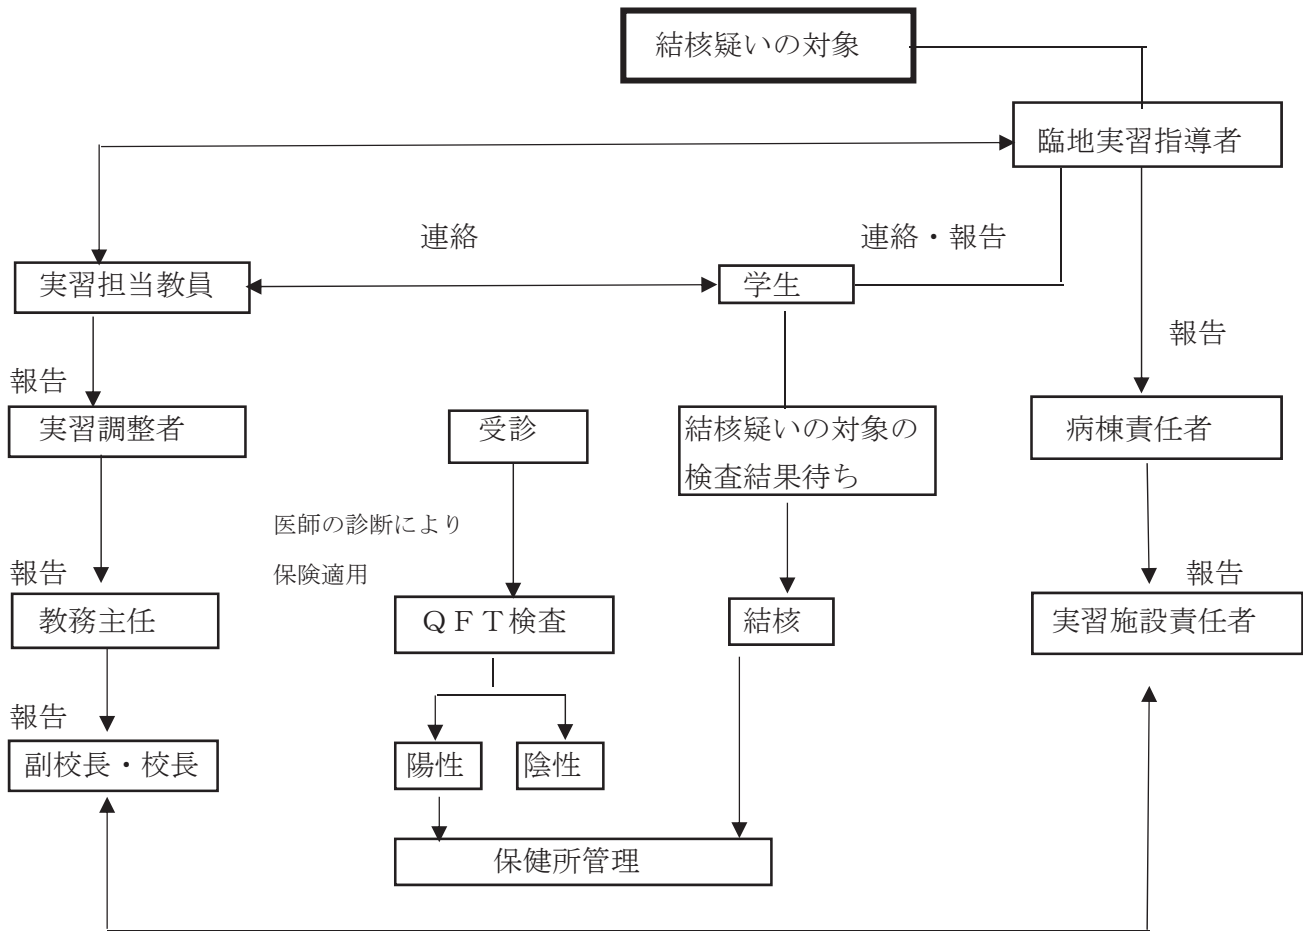 結核疑いの対象
臨地実習指導者
連絡
連絡・報告
実習担当教員
学生
報告
報告
実習調整者
受診
結核疑いの対象の
検査結果待ち
病棟責任者
医師の診断により
保険適用
報告
報告
教務主任
ＱＦＴ検査
結核
実習施設責任者
報告
副校長・校長
陽性
陰性
保健所管理